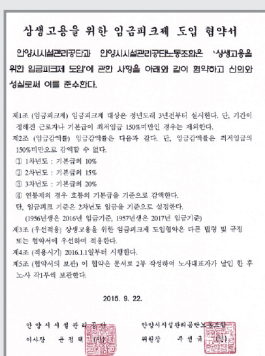 상생고용을 위한 임금피크제 도입 협약서
안양시시설관리공단과 안양시시설관리공단노동조합은 '상생고용을
위한 임금피크제 도입'에 관한 사항을 아래와 같이 협약하고 신의와
성실로써 이를 준수한다.
제1조 (임금피크제) 임금피크제 대상은 정년도래 3년전부터 실시한다. 단, 기간이
정해진 근로자나 기본급이 최저임금 150%미만인 경우는 제외한다.
제2조 (임금감액률) 임금감액률은 다음과 같다. 단, 임금감액률은 최저임금의
150%미만으로 감액할 수 없다.
① 1차년도 : 기본급의 10%
② 2차년도 : 기본급의 15%
③ 3차년도 : 기본급의 20%
④ 연봉제의 경우 호봉의 기본급을 기준으로 감액한다.
단, 임금피크 기준은 2차년도 임금을 기준으로 설정한다.
(1956년생은 2016년 임금기준, 1957년생은 2017년 임금기준)
제3조 (우선적용) 상생고용을 위한 임금피크제 도입협약은 다른 법령 및 규정
또는 협약서에 우선하여 적용한다.
제4조 (적용시기) 2016.1.1일부터 시행한다.
제5조 (협약서의 보관) 이 협약은 문서로 2통 작성하여 노사대표자가 날인 한 후
노사 각1부씩 보관한다.
2015. 9. 22.
안양시시설관리공단 안양시시설관리공단노동조합
이사장 위원장